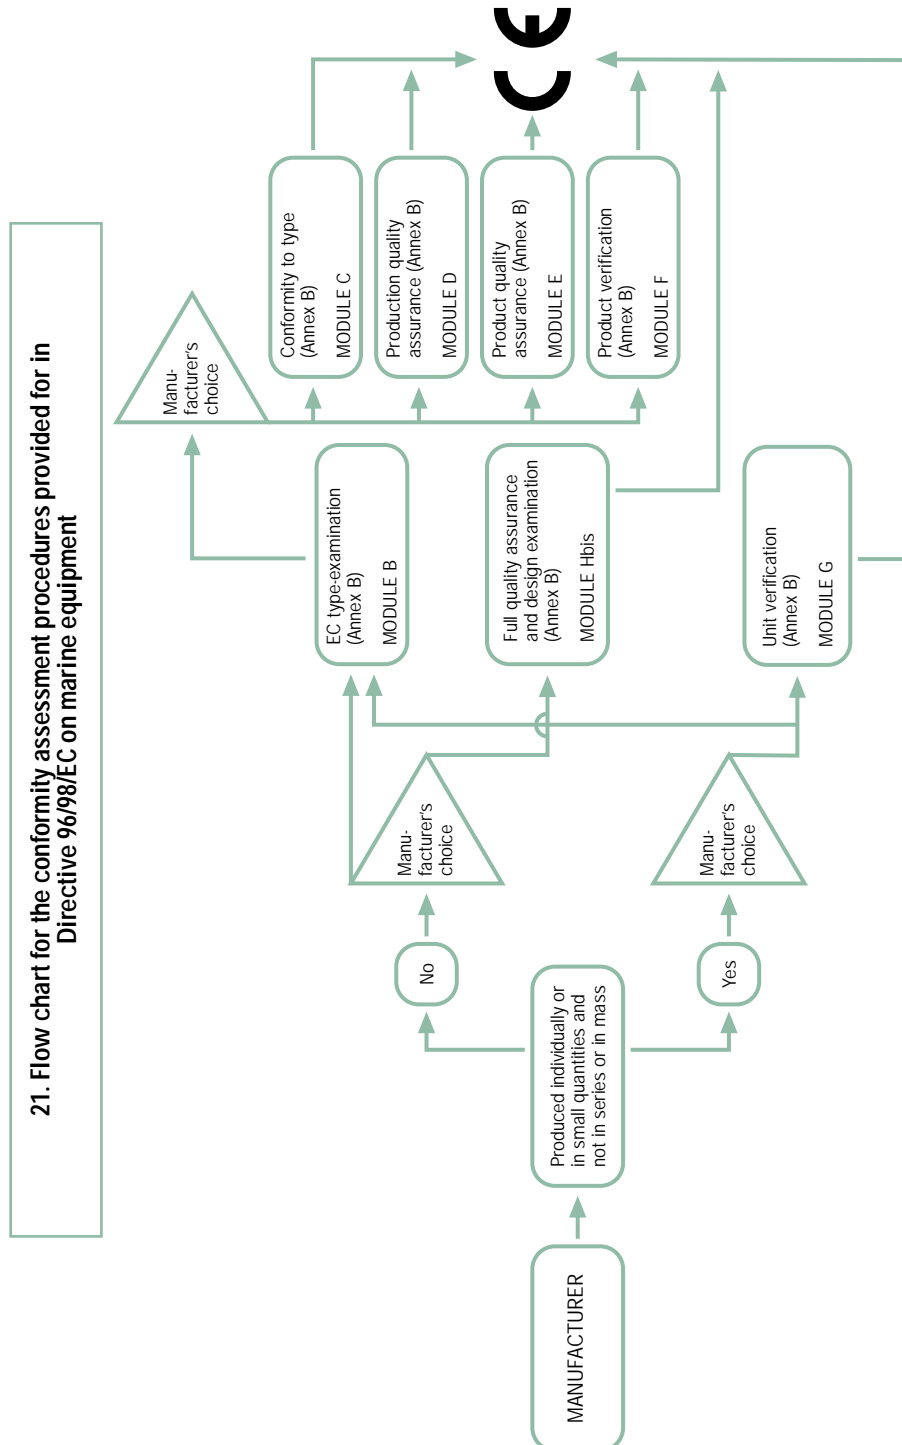 21. Flow chart for the conformity assessment procedures provided for in
Directive 96/98/EC on marine equipment
MANUFACTURER
Produced individually or
in small quantities and
not in series or in mass
No
Yes
Manu-
facturer's
choice
Manu-
facturer's
choice
EC type-examination
(Annex B)
MODULE B
Full quality assurance
and design examination
(Annex B)
MODULE Hbis
Unit verification
(Annex B)
MODULE G
Manu-
facturer's
choice
Conformity to type
(Annex B)
MODULE C
Production quality
assurance (Annex B)
MODULE D
Product quality
assurance (Annex B)
MODULE E
Product verification
(Annex B)
MODULE F
CE